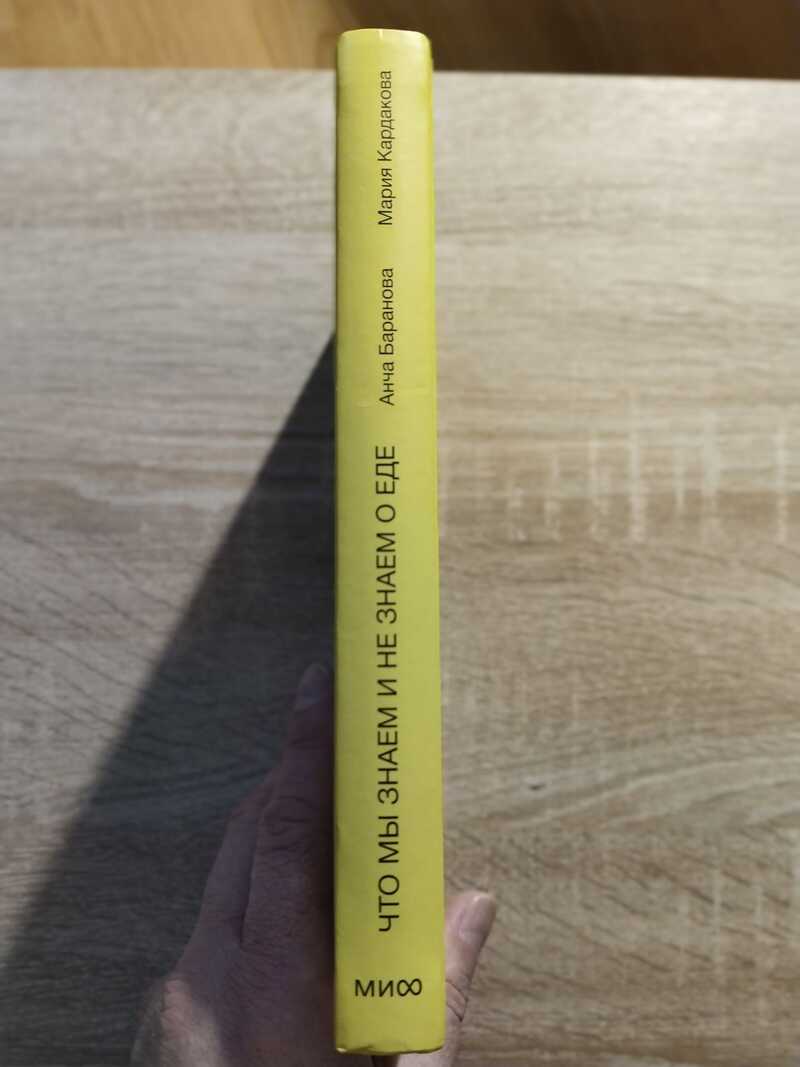 Анча Баранова
Мария Кардакова
ЧТО МЫ ЗНАЕМ И НЕ ЗНАЕМ О ЕДЕ
МИФ